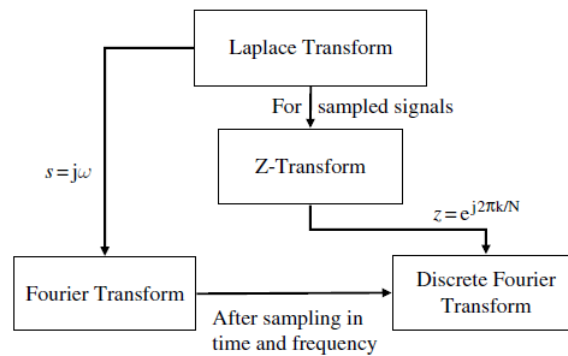 Laplace Transform
For sampled signals
Z-Transform
s=jω
z=e^j2πk/N
Fourier Transform
Discrete Fourier
Transform
After sampling in
time and frequency